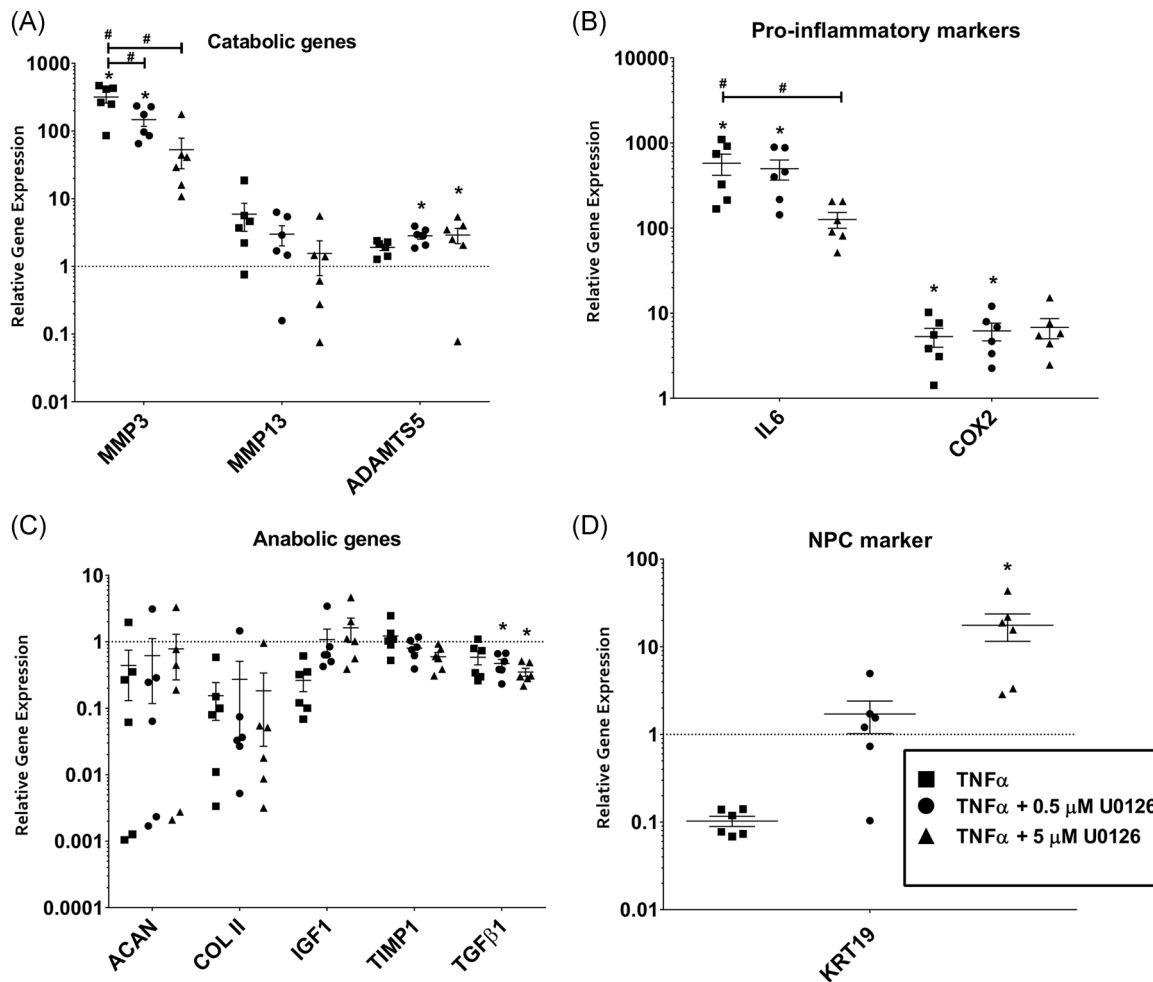 (A)
Catabolic genes
# #
#
* *
*
*
Relative Gene Expression
1000
100
10
1
0.1
0.01
MMP3
MMP13
ADAMTS5
(B)
Pro-inflammatory markers
# #
* *
* *
Relative Gene Expression
10000
1000
100
10
1
IL6
COX2
(C)
Anabolic genes
* *
Relative Gene Expression
10
1
0.1
0.01
0.001
0.0001
ACAN
COL II
IGF1
TIMP1
TGFβ1
(D)
NPC marker
*
Relative Gene Expression
100
10
1
0.1
0.01
KRT19
TNFα
TNFα + 0.5 μM U0126
TNFα + 5 μM U0126